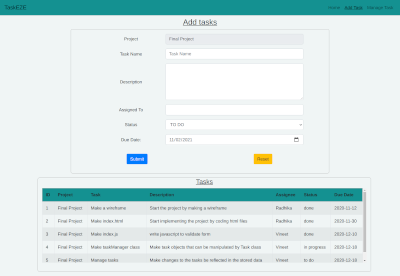 TaskEZE
Home Add Task Manage Task
Add tasks
Project Final Project
Task Name Task Name
Description
Assigned To
Status TO DO
Due Date 11/02/2021
Submit Reset
Tasks
Id Project Task Description Assignee Status Due Date
1 Final Project Make a wireframe Start the project by making a wireframe Radhika done 2020-11-12
2 Final Project Make index.html Start implementing the project by coding html files Radhika done 2020-11-30
3 Final Project Make index.js write javascript to validate form Vineet done 2020-12-10
4 Final Project Make taskManager class Make task objects that can be manipulated by Task class Vineet in progress 2020-12-18
5 Final Project Manage tasks Make changes to the tasks be reflected in the stored data Vineet to do 2020-12-18